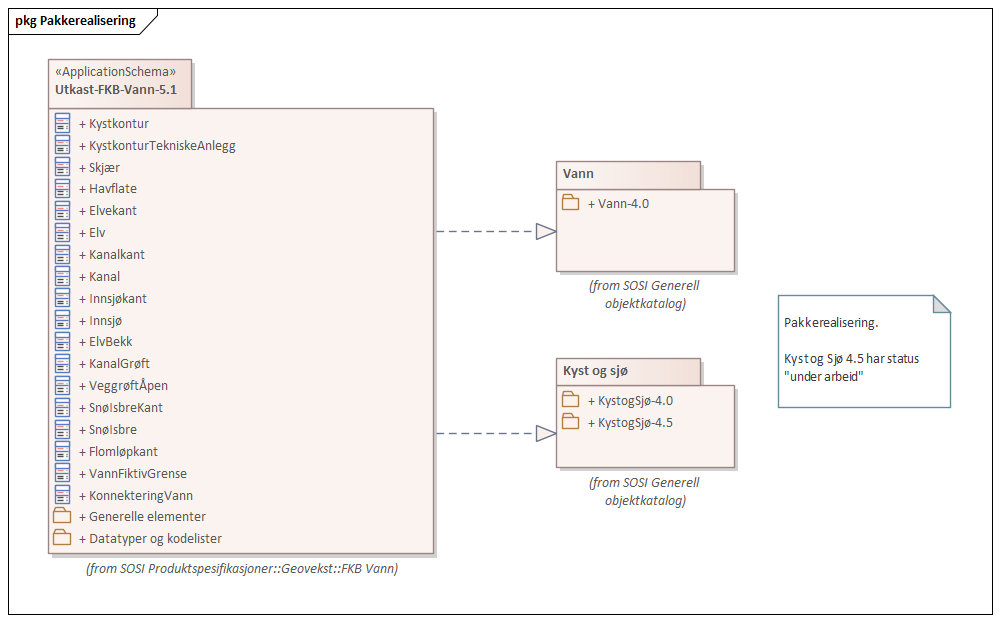 pkg Pakkerealisering
«ApplicationSchema»
Utkast-FKB-Vann-5.1
+ Kystkontur
+ KystkonturTekniskeAnlegg
+ Skjær
+ Havflate
+ Elvekant
+ Elv
+ Kanalkant
+ Kanal
+ Innsjøkant
+ Innsjø
+ ElvBekk
+ KanalGrøft
+ VeggrøftÅpen
+ SnøIsbreKant
+ SnøIsbre
+ Flomløpkant
+ VannFiktivGrense
+ KonnekteringVann
+ Generelle elementer
+ Datatyper og kodelister
(from SOSI Produktspesifikasjoner::Geovekst::FKB Vann)
Vann
+ Vann-4.0
(from SOSI Generell
objektkatalog)
Kyst og sjø
+ KystogSjø-4.0
+ KystogSjø-4.5
(from SOSI Generell
objektkatalog)
Pakkerealisering.
Kyst og Sjø 4.5 har status
"under arbeid"